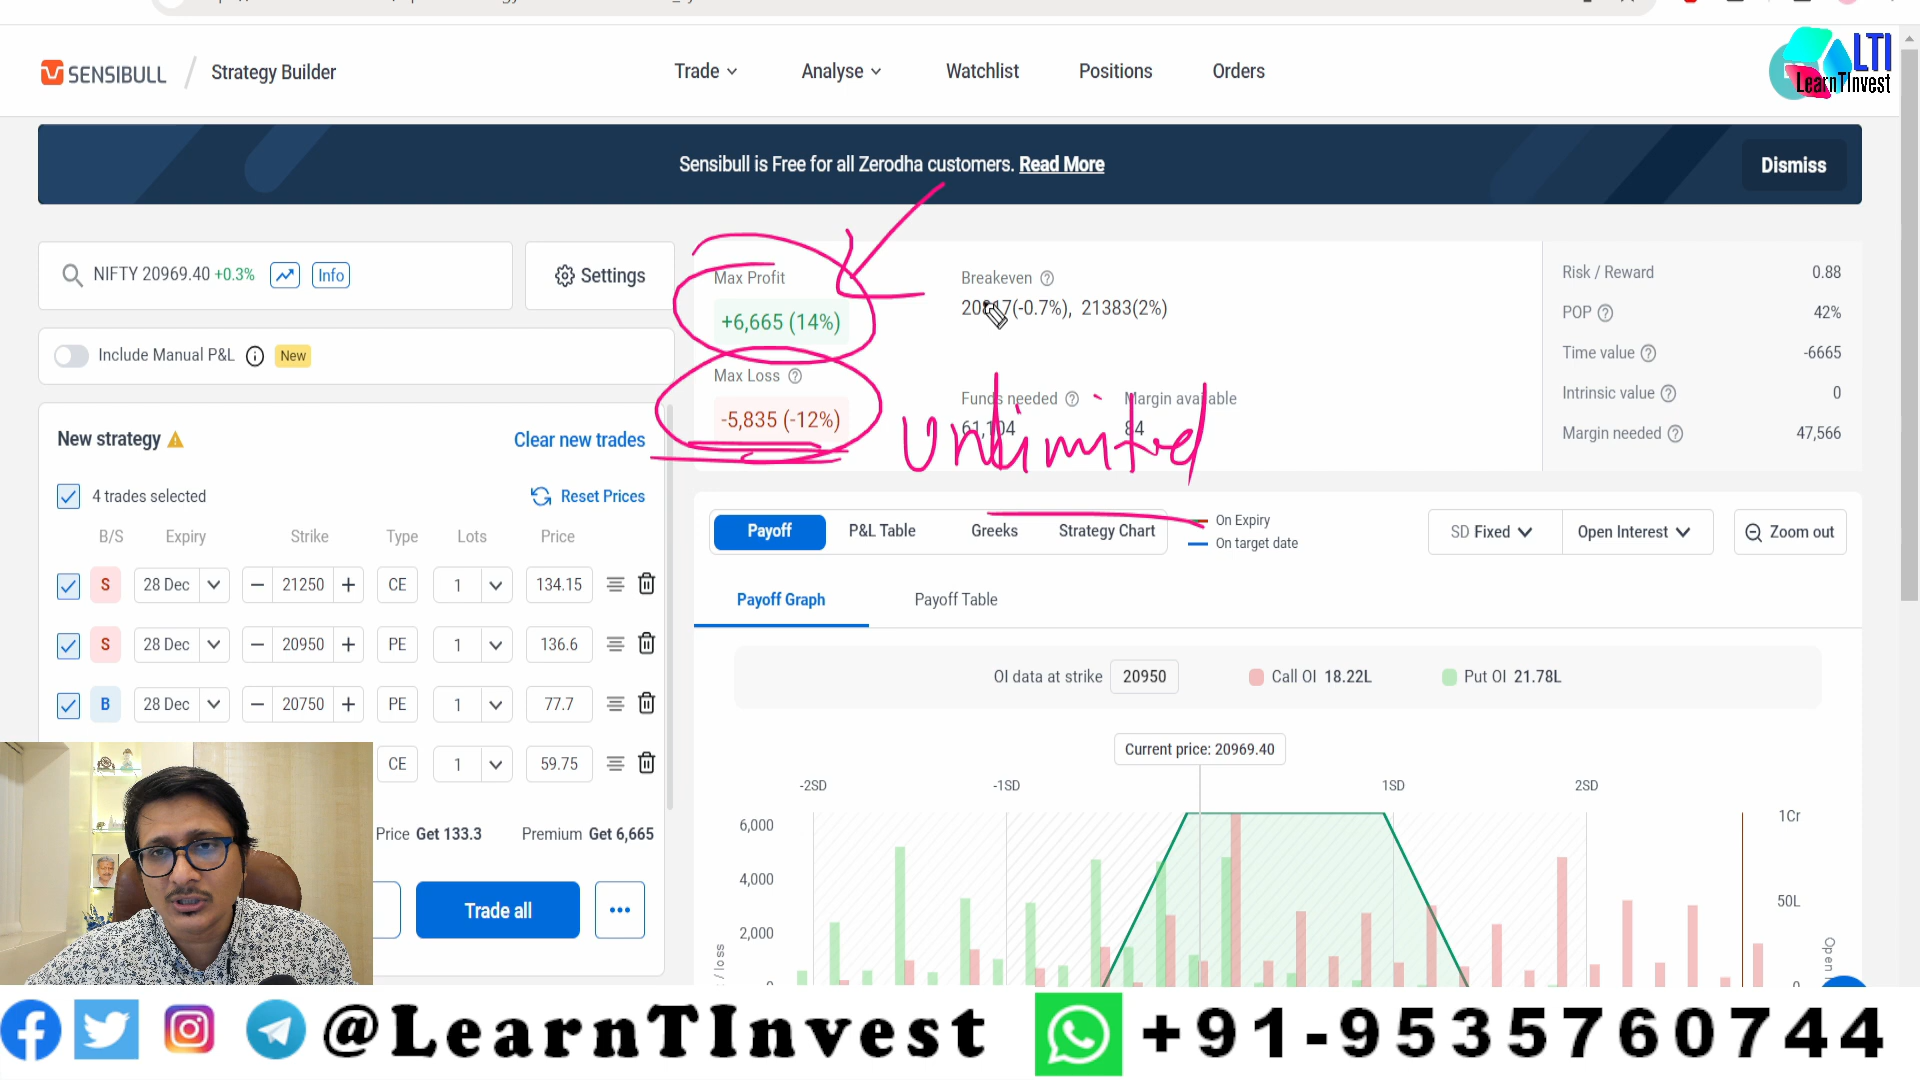 SENSIBULL / Strategy Builder
Trade Analyse Watchlist Positions Orders
LTI
LearnTInvest
Sensibull is Free for all Zerodha customers. Read More
Dismiss
NIFTY 20969.40 +0.3% Info
Settings
Include Manual P&L New
Max Profit
+6,665 (14%)
Max Loss
-5,835 (-12%)
Breakeven
(-0.7%), 21383(2%)
Funds needed Margin available
Unlimited
Risk / Reward 0.88
POP 42%
Time value -6665
Intrinsic value 0
Margin needed 47,566
New strategy Clear new trades
4 trades selected Reset Prices
B/S Expiry Strike Type Lots Price
S 28 Dec - 21250 + CE 1 134.15
S 28 Dec - 20950 + PE 1 136.6
B 28 Dec - 20750 + PE 1 77.7
CE 1 59.75
Price Get 133.3 Premium Get 6,665
Trade all
Payoff P&L Table Greeks Strategy Chart
On Expiry
On target date
SD Fixed Open Interest Zoom out
Payoff Graph Payoff Table
OI data at strike 20950 Call OI 18.22L Put OI 21.78L
Current price: 20969.40
-2SD -1SD 1SD 2SD
6,000 1Cr
4,000 50L
2,000
/ loss
Open
@LearnTInvest +91-9535760744